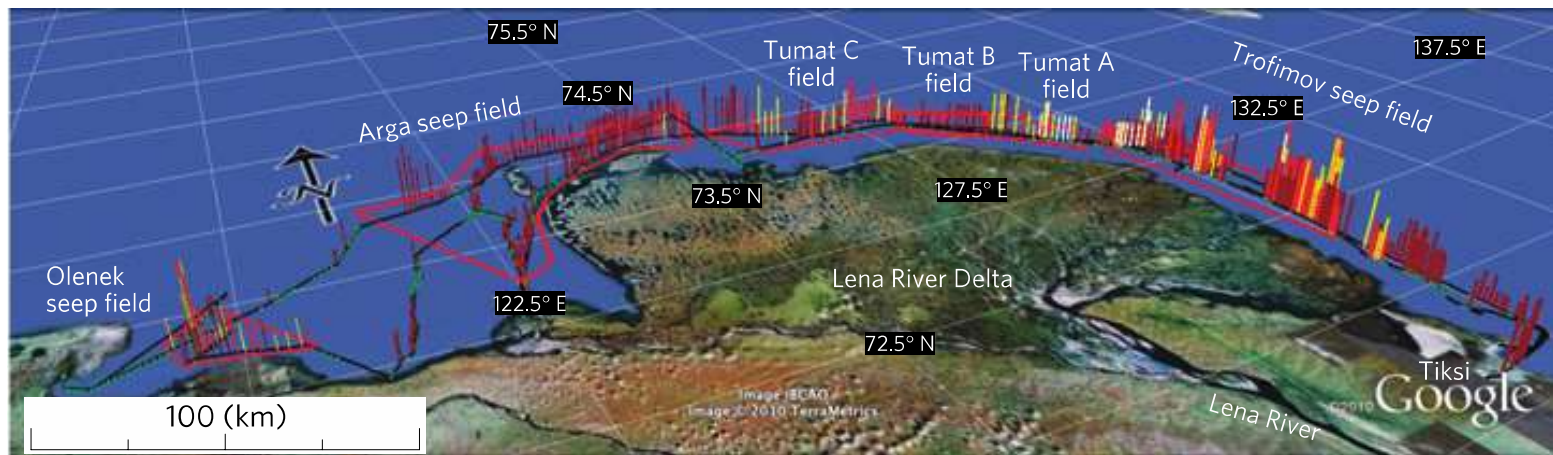 75.5° N
137.5° E
Tumat C
field
Tumat B
field
Tumat A
field
Trofimov seep field
74.5° N
132.5° E
Arga seep field
N
73.5° N
127.5° E
Olenek
seep field
122.5° E
Lena River Delta
72.5° N
Tiksi
Image IBCAO
Image © 2010 TerraMetrics
©2010 Google
Lena River
100 (km)